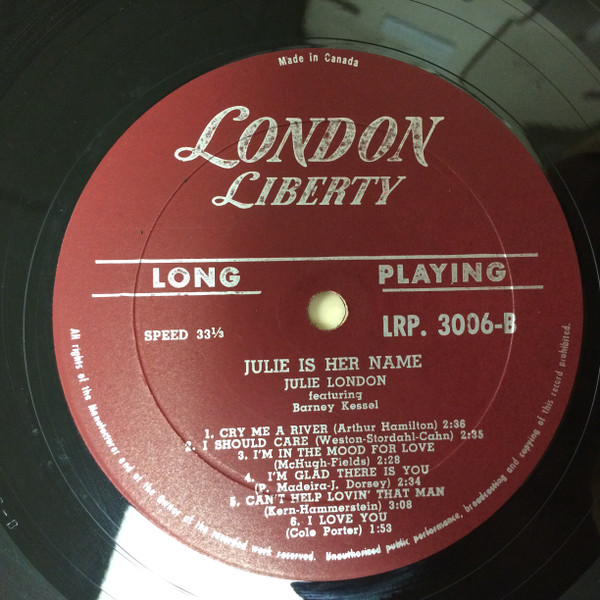 Made in Canada
LONDON
LIBERTY
LONG PLAYING
SPEED 33⅓ LRP. 3006-B
JULIE IS HER NAME
JULIE LONDON
featuring
Barney Kessel
1. CRY ME A RIVER (Arthur Hamilton) 2:36
2. I SHOULD CARE (Weston-Stordahl-Cahn) 2:35
3. I'M IN THE MOOD FOR LOVE
(McHugh-Fields) 2:28
4. I'M GLAD THERE IS YOU
(P. Madeira-J. Dorsey) 2:34
5. CAN'T HELP LOVIN' THAT MAN
(Kern-Hammerstein) 3:08
6. I LOVE YOU
(Cole Porter) 1:53
All rights of the Manufacturer and of the Owner of the recorded work reserved. Unauthorised public performance, broadcasting and copying of this record prohibited.